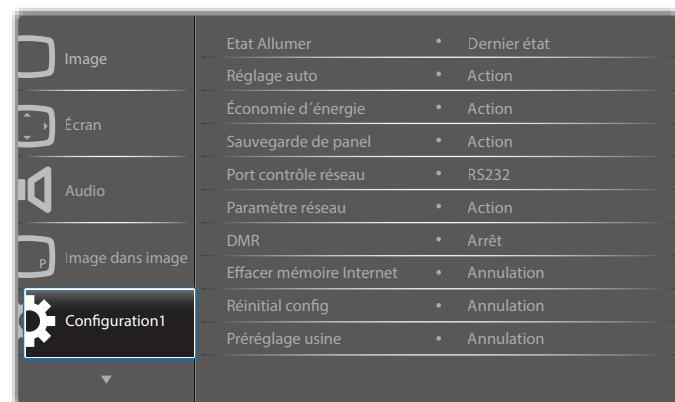 Image
Écran
Audio
P
Image dans image
Configuration1
Etat Allumer • Dernier état
Réglage auto • Action
Économie d´énergie • Action
Sauvegarde de panel • Action
Port contrôle réseau • RS232
Paramètre réseau • Action
DMR • Arrêt
Effacer mémoire Internet • Annulation
Réinitial config • Annulation
Préréglage usine • Annulation